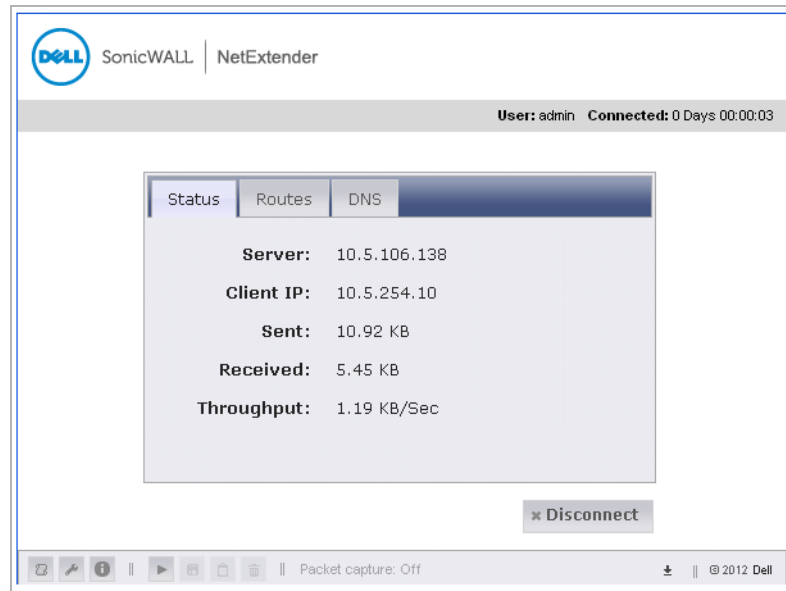 DELL SonicWALL | NetExtender
User: admin Connected: 0 Days 00:00:03
Status Routes DNS
Server: 10.5.106.138
Client IP: 10.5.254.10
Sent: 10.92 KB
Received: 5.45 KB
Throughput: 1.19 KB/Sec
× Disconnect
|| || Packet capture: Off || © 2012 Dell